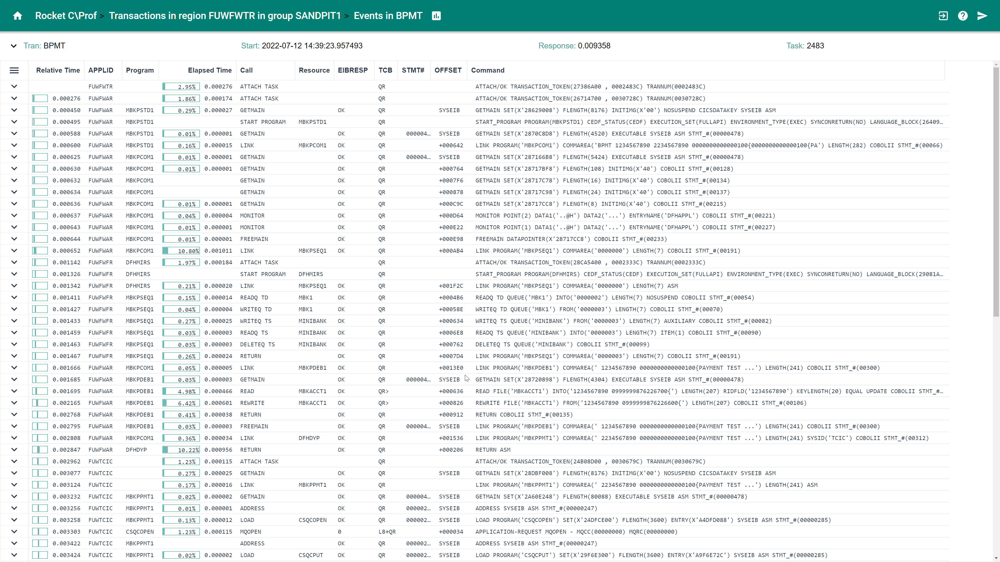 Rocket C\Prof > Transactions in region FUWFWTR in group SANDPIT1 > Events in BPMT
Tran: BPMT Start: 2022-07-12 14:39:23.957493 Response: 0.009358 Task: 2483
Relative Time APPLID Program Elapsed Time Call Resource EIBRESP TCB STMT# OFFSET Command
FUWFWTR 2.95% 0.000276 ATTACH TASK QR ATTACH/OK TRANSACTION_TOKEN(27386A00 , 0002483C) TRANNUM(0002483C)
0.000276 FUWFWAR 1.86% 0.000174 ATTACH TASK QR ATTACH/OK TRANSACTION_TOKEN(26714700 , 0030728C) TRANNUM(0030728C)
0.000450 FUWFWAR MBKPSTD1 0.29% 0.000027 GETMAIN OK QR SYSEIB GETMAIN SET(X'28629008') FLENGTH(8176) INITIMG(X'00') NOSUSPEND CICSDATAKEY SYSEIB ASM
0.000495 FUWFWAR MBKPSTD1 START PROGRAM MBKPSTD1 QR START_PROGRAM PROGRAM(MBKPSTD1) CEDF_STATUS(CEDF) EXECUTION_SET(FULLAPI) ENVIRONMENT_TYPE(EXEC) SYNCONRETURN(NO) LANGUAGE_BLOCK(26409...
0.000588 FUWFWAR MBKPSTD1 0.01% 0.000001 GETMAIN OK QR 000004... SYSEIB GETMAIN SET(X'2870C8D8') FLENGTH(4520) EXECUTABLE SYSEIB ASM STMT_#(00000478)
0.000600 FUWFWAR MBKPSTD1 0.16% 0.000015 LINK MBKPCOM1 OK QR +000642 LINK PROGRAM('MBKPCOM1') COMMAREA('BPMT 1234567890 2234567890 0000000000000100{0000000000000100{PA') LENGTH(282) COBOLII STMT_#(00066)
0.000625 FUWFWAR MBKPCOM1 0.01% 0.000001 GETMAIN OK QR 000004... SYSEIB GETMAIN SET(X'287166B8') FLENGTH(5424) EXECUTABLE SYSEIB ASM STMT_#(00000478)
0.000630 FUWFWAR MBKPCOM1 0.01% 0.000001 GETMAIN OK QR +000764 GETMAIN SET(X'28717BF8') FLENGTH(108) INITIMG(X'40') COBOLII STMT_#(00128)
0.000632 FUWFWAR MBKPCOM1 GETMAIN OK QR +0007F6 GETMAIN SET(X'28717C78') FLENGTH(16) INITIMG(X'40') COBOLII STMT_#(00134)
0.000634 FUWFWAR MBKPCOM1 GETMAIN OK QR +000878 GETMAIN SET(X'28717C98') FLENGTH(24) INITIMG(X'40') COBOLII STMT_#(00137)
0.000636 FUWFWAR MBKPCOM1 0.01% 0.000001 GETMAIN OK QR +000C9C GETMAIN SET(X'28717CC8') FLENGTH(8) INITIMG(X'40') COBOLII STMT_#(00215)
0.000637 FUWFWAR MBKPCOM1 0.04% 0.000004 MONITOR OK QR +000D64 MONITOR POINT(2) DATA1('..@H') DATA2('...') ENTRYNAME('DFHAPPL') COBOLII STMT_#(00221)
0.000643 FUWFWAR MBKPCOM1 0.01% 0.000001 MONITOR OK QR +000E22 MONITOR POINT(1) DATA1('..@H') DATA2('...') ENTRYNAME('DFHAPPL') COBOLII STMT_#(00227)
0.000644 FUWFWAR MBKPCOM1 0.01% 0.000001 FREEMAIN OK QR +000E98 FREEMAIN DATAPOINTER(X'28717CC8') COBOLII STMT_#(00233)
0.000652 FUWFWAR MBKPCOM1 10.80% 0.001011 LINK MBKPSEQ1 OK QR +000AB4 LINK PROGRAM('MBKPSEQ1') COMMAREA('0000000') LENGTH(7) COBOLII STMT_#(00191)
0.001142 FUWFWFR DFHMIRS 1.97% 0.000184 ATTACH TASK QR ATTACH/OK TRANSACTION_TOKEN(28CA5400 , 0002333C) TRANNUM(0002333C)
0.001326 FUWFWFR DFHMIRS START PROGRAM DFHMIRS QR START_PROGRAM PROGRAM(DFHMIRS) CEDF_STATUS(CEDF) EXECUTION_SET(FULLAPI) ENVIRONMENT_TYPE(EXEC) SYNCONRETURN(NO) LANGUAGE_BLOCK(29081A...
0.001342 FUWFWFR DFHMIRS 0.21% 0.000020 LINK MBKPSEQ1 OK QR +001F2C LINK PROGRAM('MBKPSEQ1') COMMAREA('0000000') LENGTH(7) ASM
0.001411 FUWFWFR MBKPSEQ1 0.15% 0.000014 READQ TD MBK1 OK QR +0004B6 READQ TD QUEUE('MBK1') INTO('0000002') LENGTH(7) NOSUSPEND COBOLII STMT_#(00054)
0.001427 FUWFWFR MBKPSEQ1 0.04% 0.000004 WRITEQ TD MBK1 OK QR +00058E WRITEQ TD QUEUE('MBK1') FROM('0000003') LENGTH(7) COBOLII STMT_#(00070)
0.001433 FUWFWFR MBKPSEQ1 0.27% 0.000025 WRITEQ TS MINIBANK OK QR +000634 WRITEQ TS QUEUE('MINIBANK') FROM('0000003') LENGTH(7) AUXILIARY COBOLII STMT_#(00082)
0.001459 FUWFWFR MBKPSEQ1 0.03% 0.000003 READQ TS MINIBANK OK QR +0006E8 READQ TS QUEUE('MINIBANK') INTO('0000003') LENGTH(7) ITEM(1) COBOLII STMT_#(00090)
0.001463 FUWFWFR MBKPSEQ1 0.03% 0.000003 DELETEQ TS MINIBANK OK QR +000762 DELETEQ TS QUEUE('MINIBANK') COBOLII STMT_#(00099)
0.001467 FUWFWFR MBKPSEQ1 0.26% 0.000024 RETURN OK QR +0007D4 LINK PROGRAM('MBKPSEQ1') COMMAREA('0000003') LENGTH(7) COBOLII STMT_#(00191)
0.001666 FUWFWAR MBKPCOM1 0.05% 0.000005 LINK MBKPDEB1 OK QR +0013E0 LINK PROGRAM('MBKPDEB1') COMMAREA(' 1234567890 0000000000000100{PAYMENT TEST ...') LENGTH(241) COBOLII STMT_#(00300)
0.001685 FUWFWAR MBKPDEB1 0.03% 0.000003 GETMAIN OK QR 000004... SYSEIB GETMAIN SET(X'28720898') FLENGTH(4304) EXECUTABLE SYSEIB ASM STMT_#(00000478)
0.001695 FUWFWAR MBKPDEB1 4.98% 0.000466 READ MBKACCT1 OK QR> +000636 READ FILE('MBKACCT1') INTO('1234567890 0999999876226700{') LENGTH(207) RIDFLD('1234567890') KEYLENGTH(20) EQUAL UPDATE COBOLII STMT_#...
0.002165 FUWFWAR MBKPDEB1 6.42% 0.000601 REWRITE MBKACCT1 OK QR> +000826 REWRITE FILE('MBKACCT1') FROM('1234567890 0999999876226600{') LENGTH(207) COBOLII STMT_#(00106)
0.002768 FUWFWAR MBKPDEB1 0.41% 0.000038 RETURN OK QR +000912 RETURN COBOLII STMT_#(00135)
0.002795 FUWFWAR MBKPDEB1 0.03% 0.000003 FREEMAIN OK QR 000004... SYSEIB LINK PROGRAM('MBKPDEB1') COMMAREA(' 1234567890 0000000000000100{PAYMENT TEST ...') LENGTH(241) COBOLII STMT_#(00300)
0.002808 FUWFWAR MBKPCOM1 0.36% 0.000034 LINK DFHDYP OK QR +001536 LINK PROGRAM('MBKPPMT1') COMMAREA(' 2234567890 0000000000000100{PAYMENT TEST ...') LENGTH(241) SYSID('TCIC') COBOLII STMT_#(00312)
0.002847 FUWFWAR DFHDYP 10.22% 0.000956 RETURN OK QR +000206 RETURN ASM
0.002962 FUWTCIC 1.23% 0.000115 ATTACH TASK QR ATTACH/OK TRANSACTION_TOKEN(24B08D00 , 0030679C) TRANNUM(0030679C)
0.003077 FUWTCIC 0.27% 0.000025 GETMAIN OK QR SYSEIB GETMAIN SET(X'28DBF008') FLENGTH(8176) INITIMG(X'00') NOSUSPEND CICSDATAKEY SYSEIB ASM
0.003124 FUWTCIC 0.17% 0.000016 LINK MBKPPMT1 OK QR LINK PROGRAM('MBKPPMT1') COMMAREA(' 2234567890 0000000000000100{PAYMENT TEST ...') LENGTH(241) ASM
0.003232 FUWTCIC MBKPPMT1 0.02% 0.000002 GETMAIN OK QR 000004... SYSEIB GETMAIN SET(X'2A60E248') FLENGTH(80088) EXECUTABLE SYSEIB ASM STMT_#(00000478)
0.003256 FUWTCIC MBKPPMT1 0.01% 0.000001 ADDRESS OK QR 000002... SYSEIB ADDRESS SYSEIB ASM STMT_#(00000247)
0.003258 FUWTCIC MBKPPMT1 0.13% 0.000012 LOAD CSQCOPEN OK QR 000002... SYSEIB LOAD PROGRAM('CSQCOPEN') SET(X'24DFCE00') FLENGTH(3600) ENTRY(X'A4DFD088') SYSEIB ASM STMT_#(00000285)
0.003303 FUWTCIC CSQCOPEN 1.23% 0.000115 MQOPEN 0 L8+QR +000034 APPLICATION-REQUEST MQOPEN - MQCC(00000000) MQRC(00000000)
0.003422 FUWTCIC MBKPPMT1 ADDRESS OK QR 000002... SYSEIB ADDRESS SYSEIB ASM STMT_#(00000247)
0.003424 FUWTCIC MBKPPMT1 0.02% 0.000002 LOAD CSQCPUT OK QR 000002... SYSEIB LOAD PROGRAM('CSQCPUT') SET(X'29F6E300') FLENGTH(3600) ENTRY(X'A9F6E72C') SYSEIB ASM STMT_#(00000285)